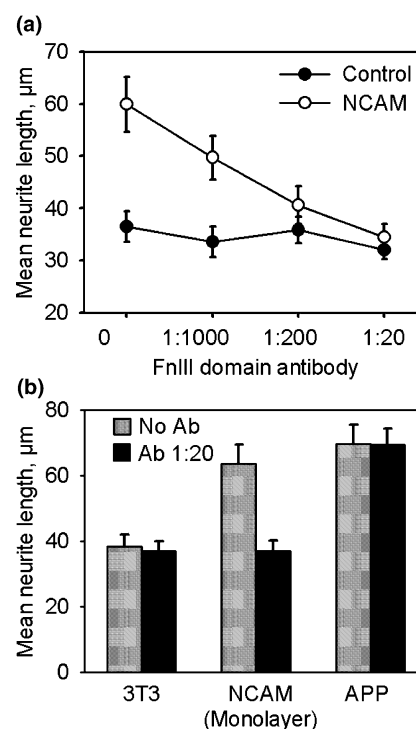 (a)
70
60
50
40
30
20
Mean neurite length, µm
Control
NCAM
0 1:1000 1:200 1:20
FnIII domain antibody
(b)
80
60
40
20
0
Mean neurite length, µm
No Ab
Ab 1:20
3T3 NCAM APP
(Monolayer)